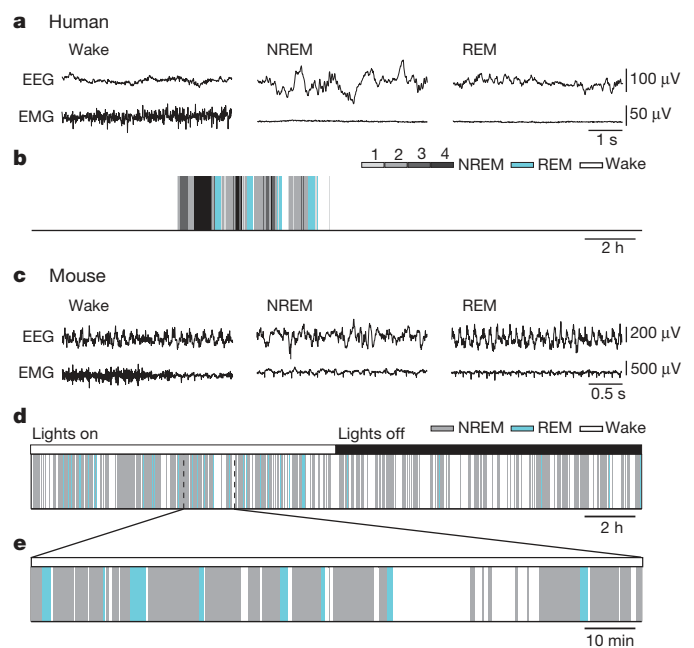 a Human
Wake NREM REM
EEG 100 μV
EMG 50 μV
1 s
b 1 2 3 4 NREM REM Wake
2 h
c Mouse
Wake NREM REM
EEG 200 μV
EMG 500 μV
0.5 s
d NREM REM Wake
Lights on Lights off
2 h
e
10 min